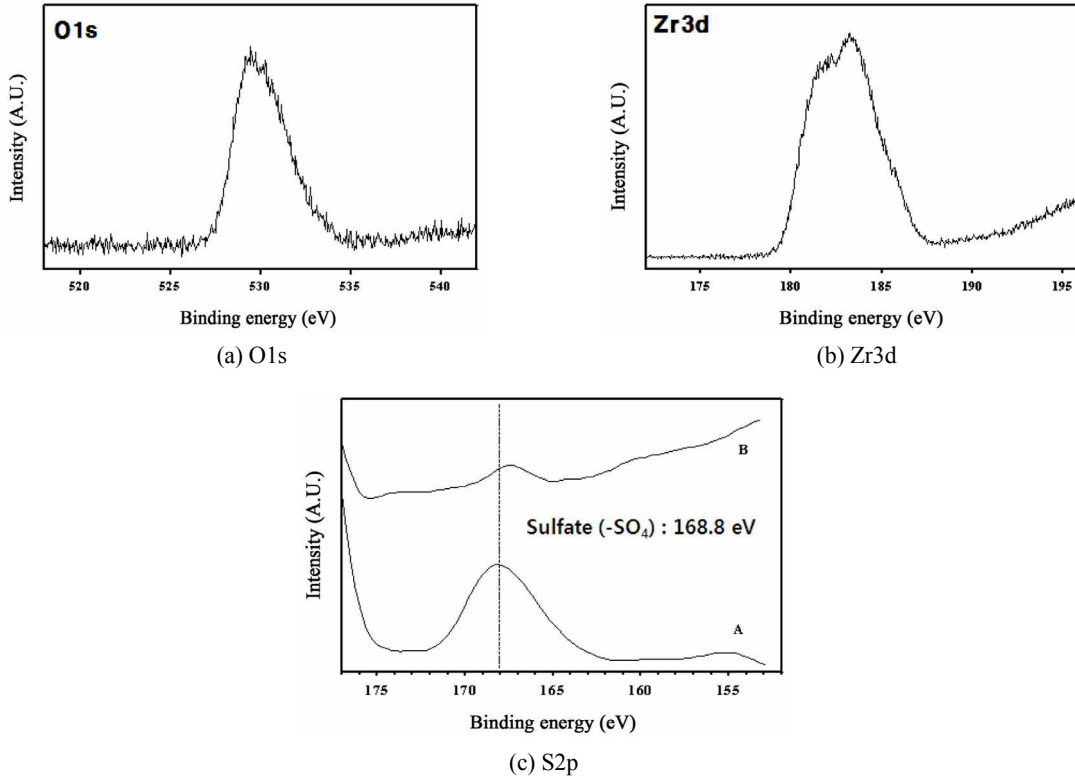 O1s
Intensity (A.U.)
520 525 530 535 540
Binding energy (eV)
(a) O1s
Zr3d
Intensity (A.U.)
175 180 185 190 195
Binding energy (eV)
(b) Zr3d
B
Sulfate (-SO₄) : 168.8 eV
Intensity (A.U.)
A
175 170 165 160 155
Binding energy (eV)
(c) S2p